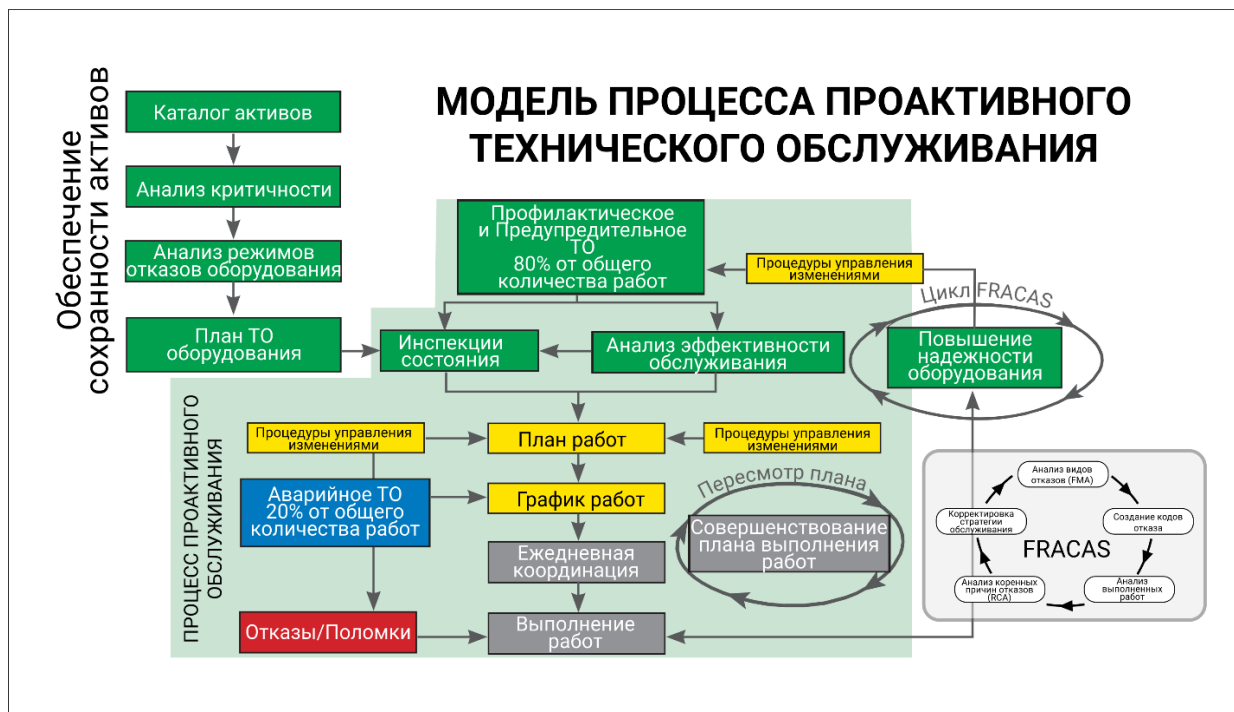 МОДЕЛЬ ПРОЦЕССА ПРОАКТИВНОГО
ТЕХНИЧЕСКОГО ОБСЛУЖИВАНИЯ
Обеспечение
сохранности активов
Каталог активов
Анализ критичности
Анализ режимов
отказов оборудования
План ТО
оборудования
Профилактическое
и Предупредительное
ТО
80% от общего
количества работ
Процедуры управления
изменениями
Цикл FRACAS
Инспекции
состояния
Анализ эффективности
обслуживания
Повышение
надежности
оборудования
ПРОЦЕСС ПРОАКТИВНОГО
ОБСЛУЖИВАНИЯ
Процедуры управления
изменениями
План работ
Процедуры управления
изменениями
Аварийное ТО
20% от общего
количества работ
График работ
Пересмотр плана
Совершенствование
плана выполнения
работ
Ежедневная
координация
Отказы/Поломки
Выполнение
работ
Анализ видов
отказов (FMA)
Корректировка
стратегии
обслуживания
Создание кодов
отказа
FRACAS
Анализ коренных
причин отказов
(RCA)
Анализ
выполненных
работ